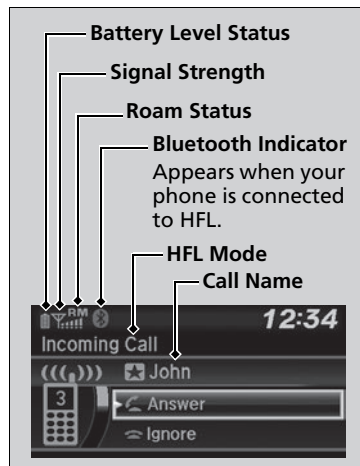 Battery Level Status
Signal Strength
Roam Status
Bluetooth Indicator
Appears when your
phone is connected
to HFL.
HFL Mode
Call Name
RM
12:34
Incoming Call
John
3
Answer
Ignore